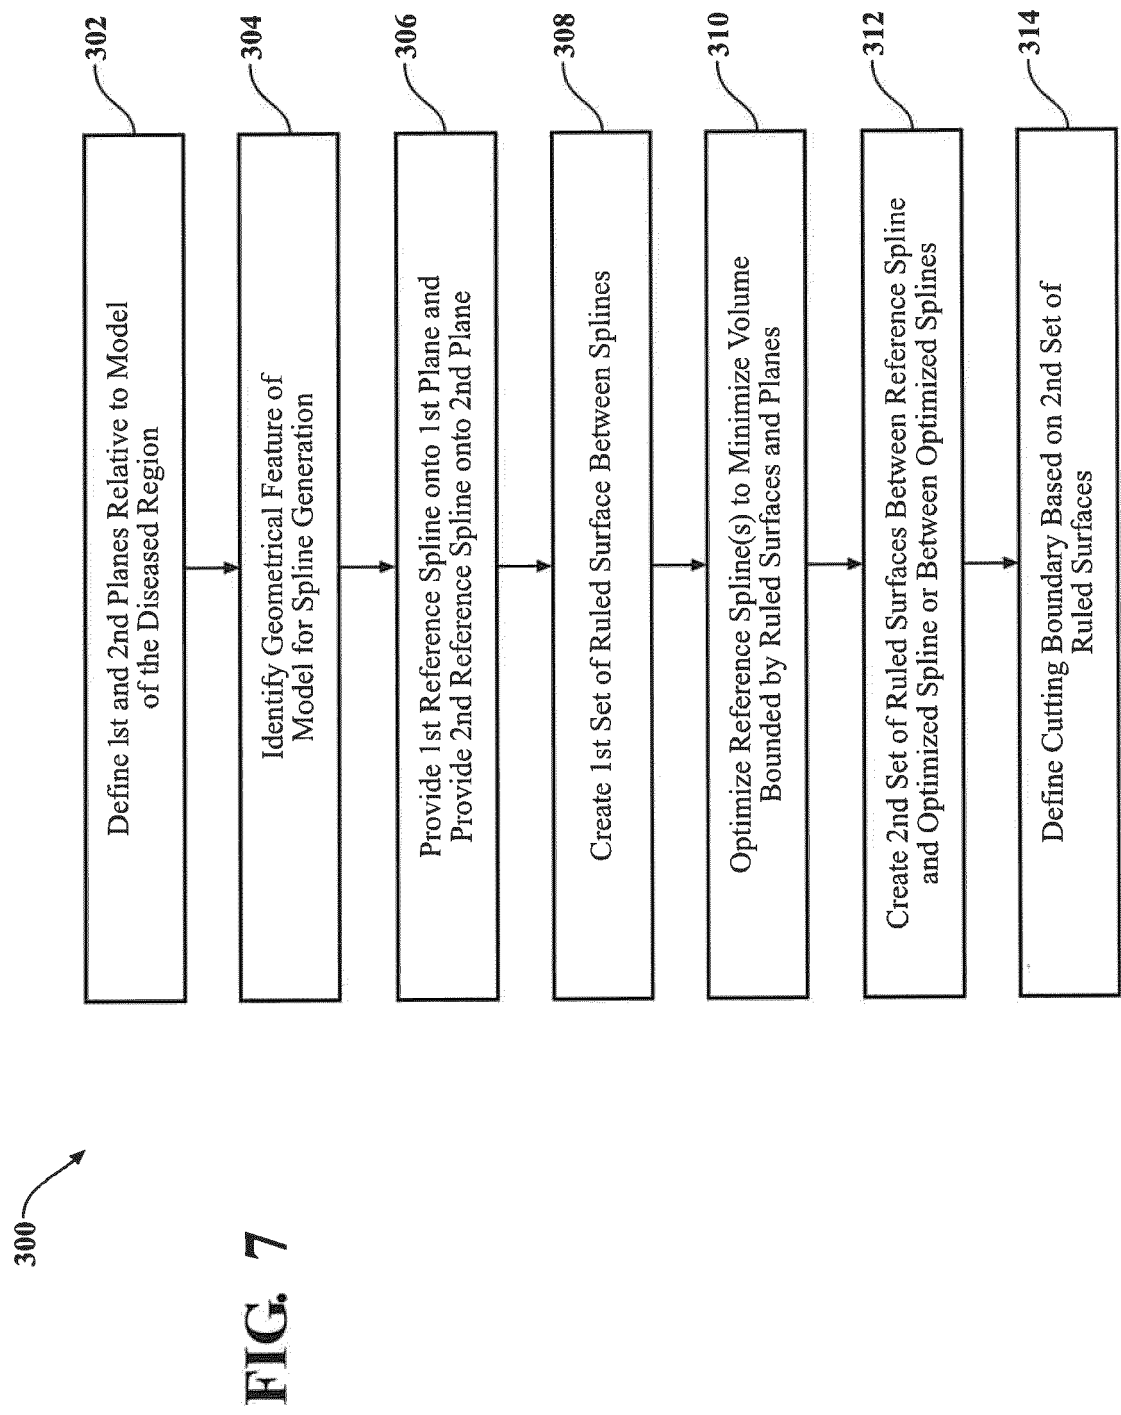 300
302
Define 1st and 2nd Planes Relative to Model
of the Diseased Region
304
Identify Geometrical Feature of
Model for Spline Generation
306
Provide 1st Reference Spline onto 1st Plane and
Provide 2nd Reference Spline onto 2nd Plane
308
Create 1st Set of Ruled Surface Between Splines
310
Optimize Reference Spline(s) to Minimize Volume
Bounded by Ruled Surfaces and Planes
312
Create 2nd Set of Ruled Surfaces Between Reference Spline
and Optimized Spline or Between Optimized Splines
314
Define Cutting Boundary Based on 2nd Set of
Ruled Surfaces
FIG. 7